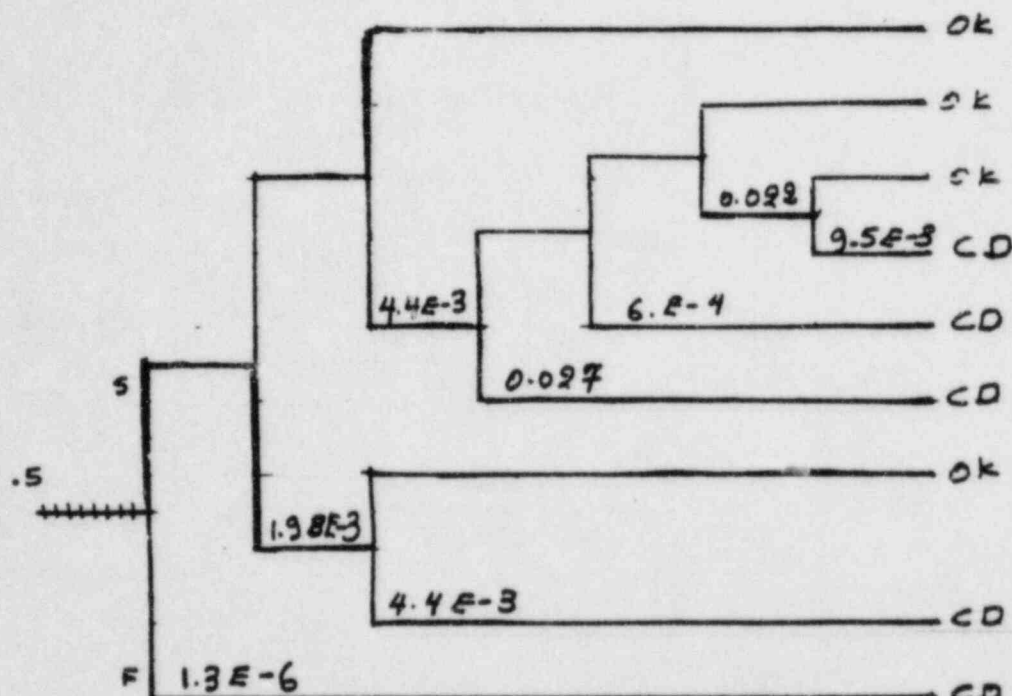 OK
OK
OK
0.022
9.5E-3 CD
4.4E-3 6.E-4 CD
S 0.027 CD
.5 OK
1.98E-3
4.4E-3 CD
F 1.3E-6 CD